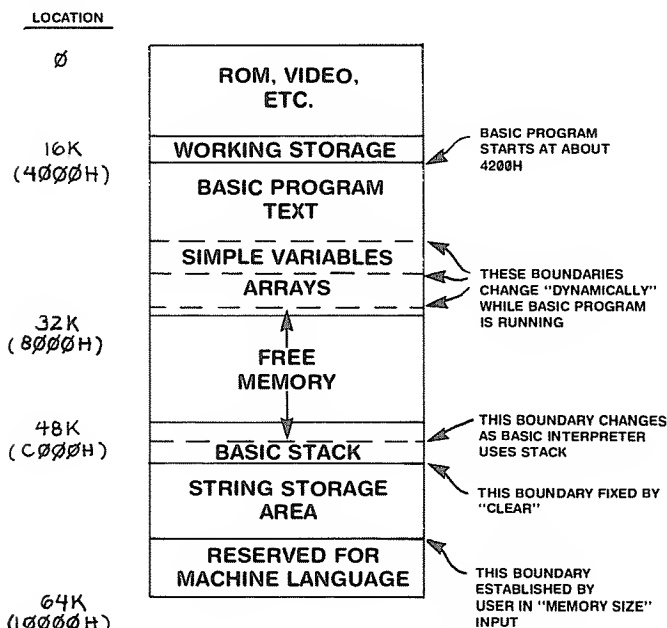 LOCATION
Ø
16K
(4ØØØH)
32K
(8ØØØH)
48K
(CØØØH)
64K
(1ØØØØH)
ROM, VIDEO,
ETC.
WORKING STORAGE
BASIC PROGRAM
TEXT
SIMPLE VARIABLES
ARRAYS
FREE
MEMORY
BASIC STACK
STRING STORAGE
AREA
RESERVED FOR
MACHINE LANGUAGE
BASIC PROGRAM
STARTS AT ABOUT
4200H
THESE BOUNDARIES
CHANGE "DYNAMICALLY"
WHILE BASIC PROGRAM
IS RUNNING
THIS BOUNDARY CHANGES
AS BASIC INTERPRETER
USES STACK
THIS BOUNDARY FIXED BY
"CLEAR"
THIS BOUNDARY
ESTABLISHED BY
USER IN "MEMORY SIZE"
INPUT